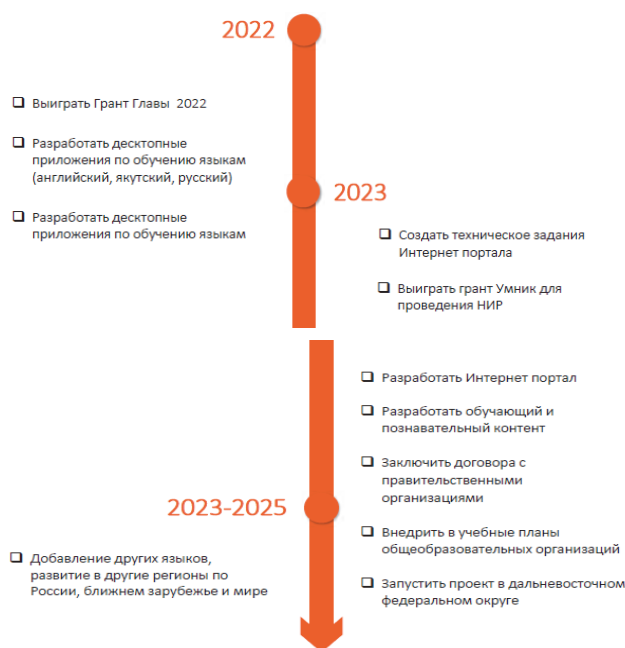 2022
Выиграть Грант Главы 2022
Разработать десктопные
приложения по обучению языкам
(английский, якутский, русский)
Разработать десктопные
приложения по обучению языкам
2023
Создать техническое задания
Интернет портала
Выиграть грант Умник для
проведения НИР
Разработать Интернет портал
Разработать обучающий и
познавательный контент
Заключить договора с
правительственными
организациями
Внедрить в учебные планы
общеобразовательных организаций
Запустить проект в дальневосточном
федеральном округе
2023-2025
Добавление других языков,
развитие в другие регионы по
России, ближнем зарубежье и мире